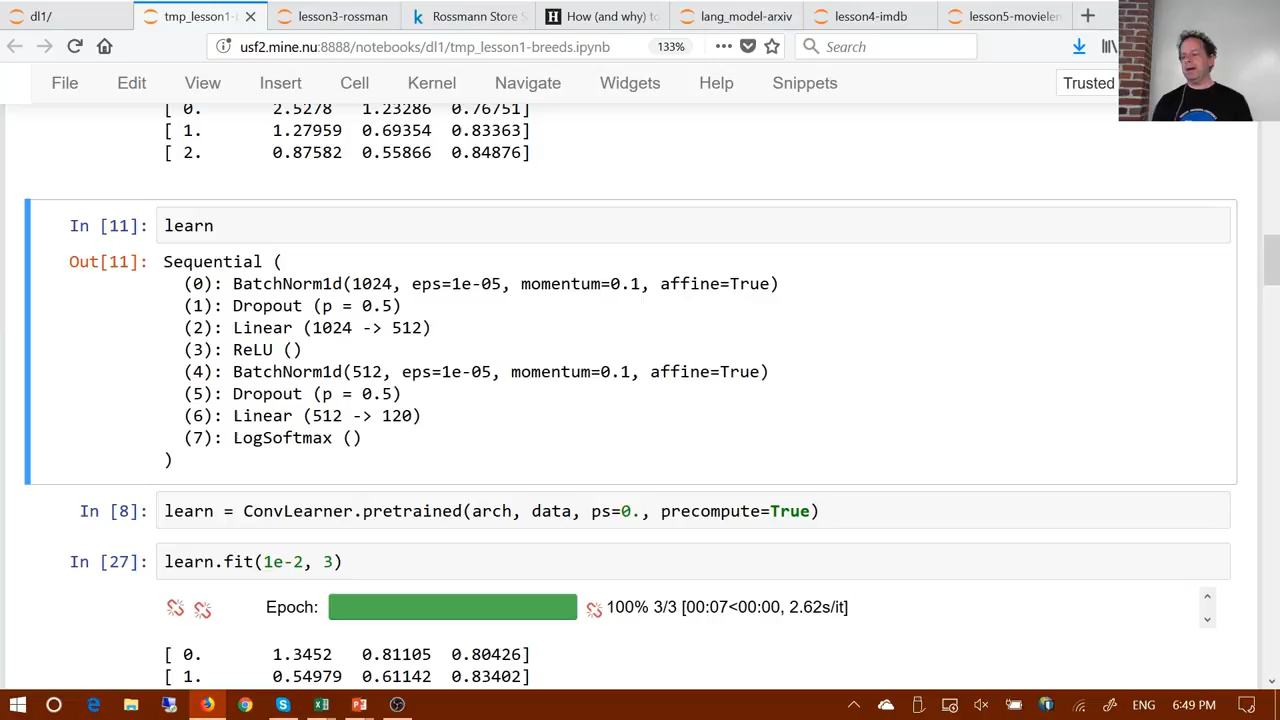 dl1/ tmp_lesson1- lesson3-rossman Rossmann Store S How (and why) to lang_model-arxiv lesson4-imdb lesson5-movielen
usf2.mine.nu:8888/notebooks/dl1/tmp_lesson1-breeds.ipynb 133% Search
File Edit View Insert Cell Kernel Navigate Widgets Help Snippets Trusted
[ 0. 2.5278 1.23286 0.76751]
[ 1. 1.27959 0.69354 0.83363]
[ 2. 0.87582 0.55866 0.84876]
In [11]: learn
Out[11]: Sequential (
(0): BatchNorm1d(1024, eps=1e-05, momentum=0.1, affine=True)
(1): Dropout (p = 0.5)
(2): Linear (1024 -> 512)
(3): ReLU ()
(4): BatchNorm1d(512, eps=1e-05, momentum=0.1, affine=True)
(5): Dropout (p = 0.5)
(6): Linear (512 -> 120)
(7): LogSoftmax ()
)
In [8]: learn = ConvLearner.pretrained(arch, data, ps=0., precompute=True)
In [27]: learn.fit(1e-2, 3)
Epoch: 100% 3/3 [00:07<00:00, 2.62s/it]
[ 0. 1.3452 0.81105 0.80426]
[ 1. 0.54979 0.61142 0.83402]
ENG 6:49 PM